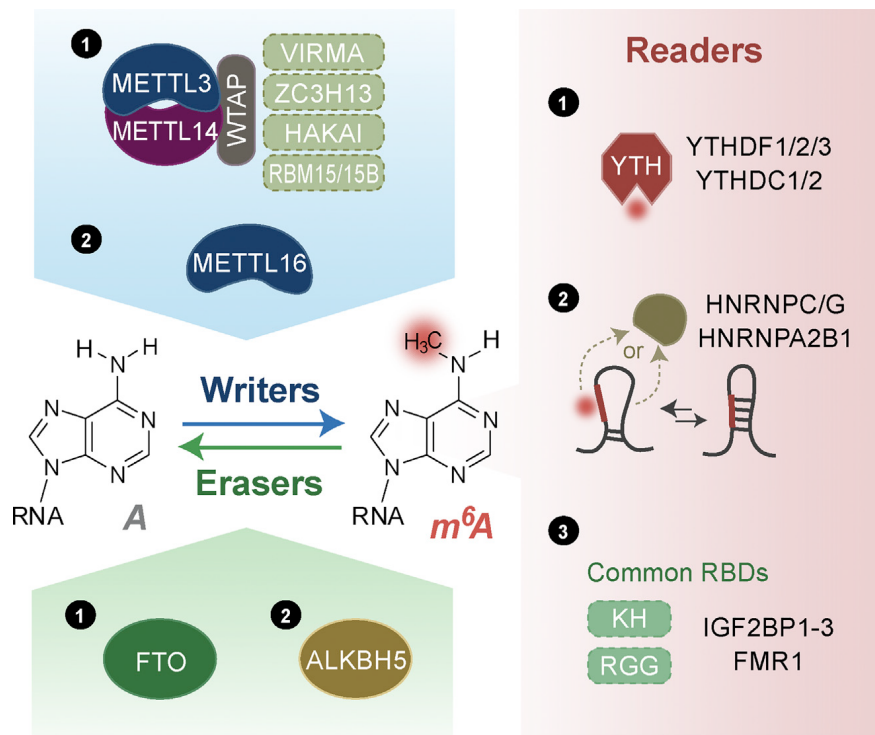 1
METTL3
METTL14
WTAP
VIRMA
ZC3H13
HAKAI
RBM15/15B
2
METTL16
H
H
N
N
N
N
N
RNA
A
Writers
Erasers
H₃C
N
H
N
N
N
N
RNA
m⁶A
1
FTO
2
ALKBH5
Readers
1
YTH
YTHDF1/2/3
YTHDC1/2
2
or
HNRNPC/G
HNRNPA2B1
3
Common RBDs
KH
RGG
IGF2BP1-3
FMR1